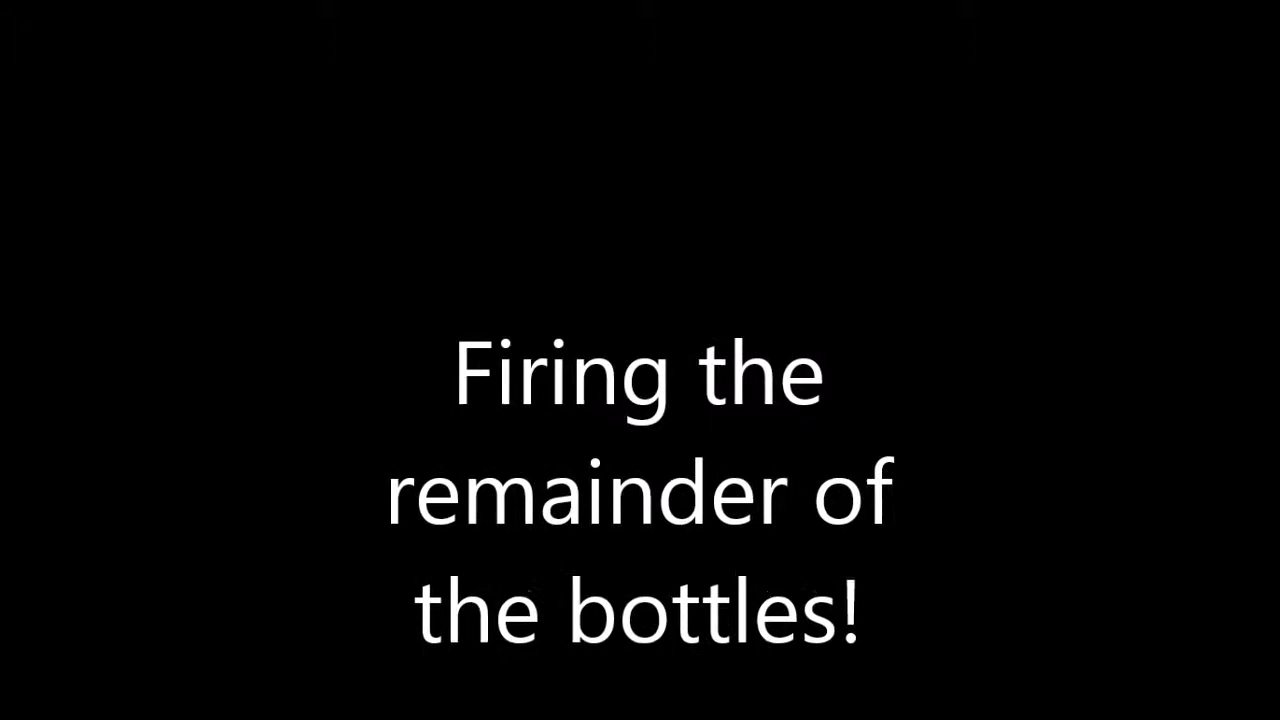 Firing the
remainder of
the bottles!